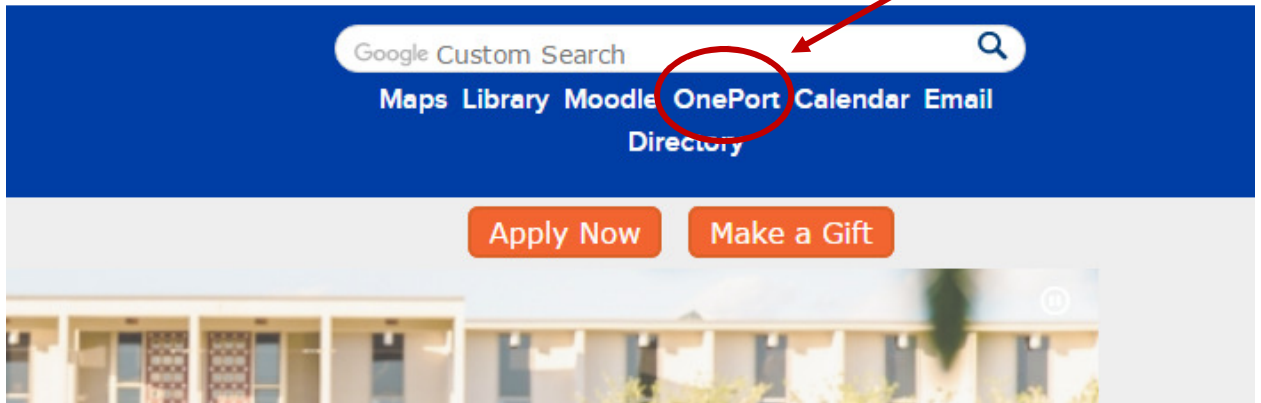 Google Custom Search
Maps Library Moodle OnePort Calendar Email
Directory
Apply Now Make a Gift